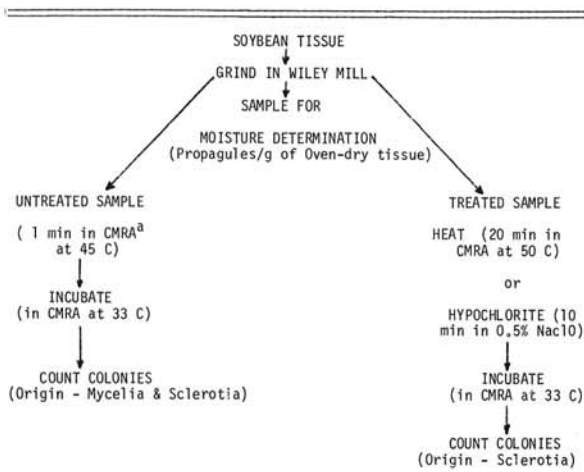 SOYBEAN TISSUE
GRIND IN WILEY MILL
SAMPLE FOR
MOISTURE DETERMINATION
(Propagules/g of Oven-dry tissue)
UNTREATED SAMPLE
( 1 min in CMRAa
at 45 C)
INCUBATE
(in CMRA at 33 C)
COUNT COLONIES
(Origin - Mycelia & Sclerotia)
TREATED SAMPLE
HEAT (20 min in
CMRA at 50 C)
or
HYPOCHLORITE (10
min in 0.5% NaclO)
INCUBATE
(in CMRA at 33 C)
COUNT COLONIES
(Origin - Sclerotia)